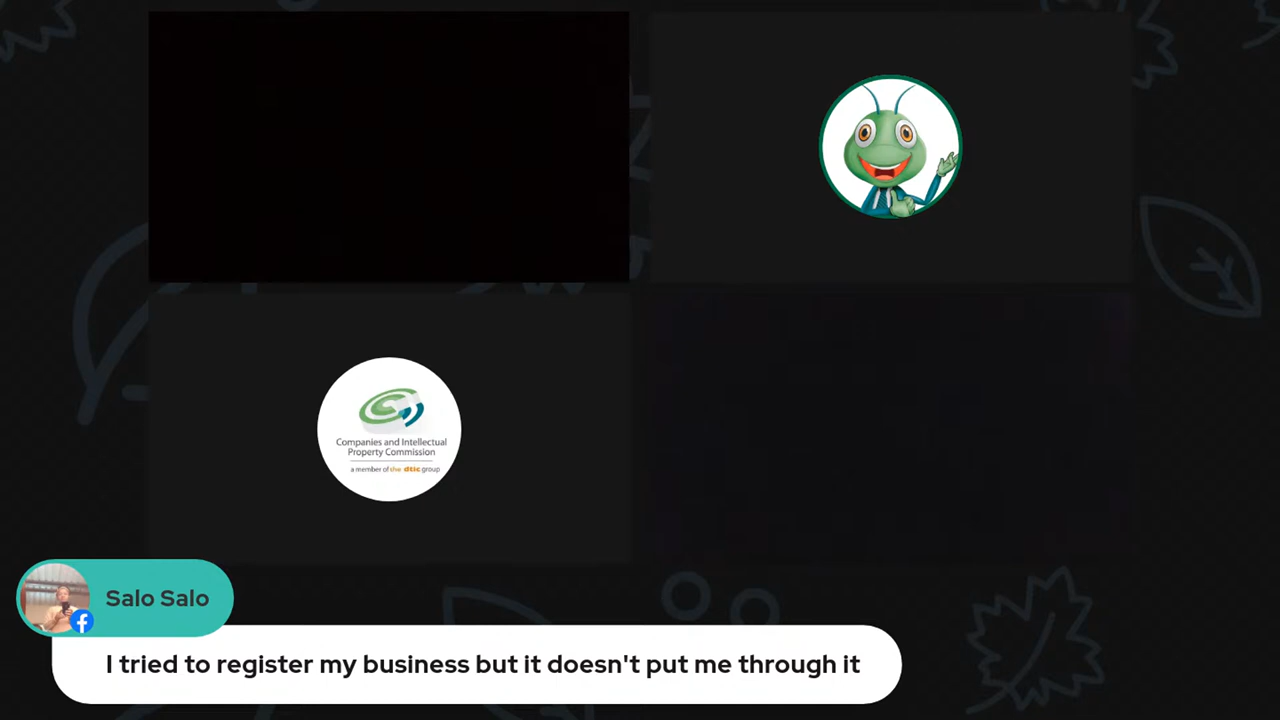 Companies and Intellectual
Property Commission
a member of the dtic group
Salo Salo
I tried to register my business but it doesn't put me through it